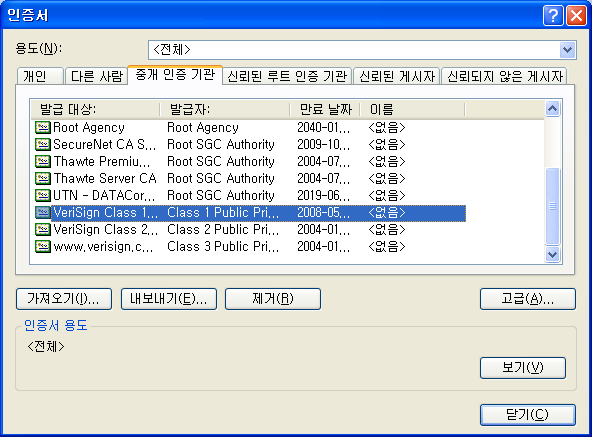 인증서
용도(N): <전체>
개인 다른 사람 중개 인증 기관 신뢰된 루트 인증 기관 신뢰된 게시자 신뢰되지 않은 게시자
발급 대상: 발급자: 만료 날짜 이름
Root Agency Root Agency 2040-01... <없음>
SecureNet CA S... Root SGC Authority 2009-10... <없음>
Thawte Premiu... Root SGC Authority 2004-07... <없음>
Thawte Server CA Root SGC Authority 2004-07... <없음>
UTN - DATACor... Root SGC Authority 2019-06... <없음>
VeriSign Class 1... Class 1 Public Pri... 2008-05... <없음>
VeriSign Class 2... Class 2 Public Pri... 2004-01... <없음>
www.verisign.c... Class 3 Public Pri... 2004-01... <없음>
가져오기(I)... 내보내기(E)... 제거(R) 고급(A)...
인증서 용도
<전체>
보기(V)
닫기(C)